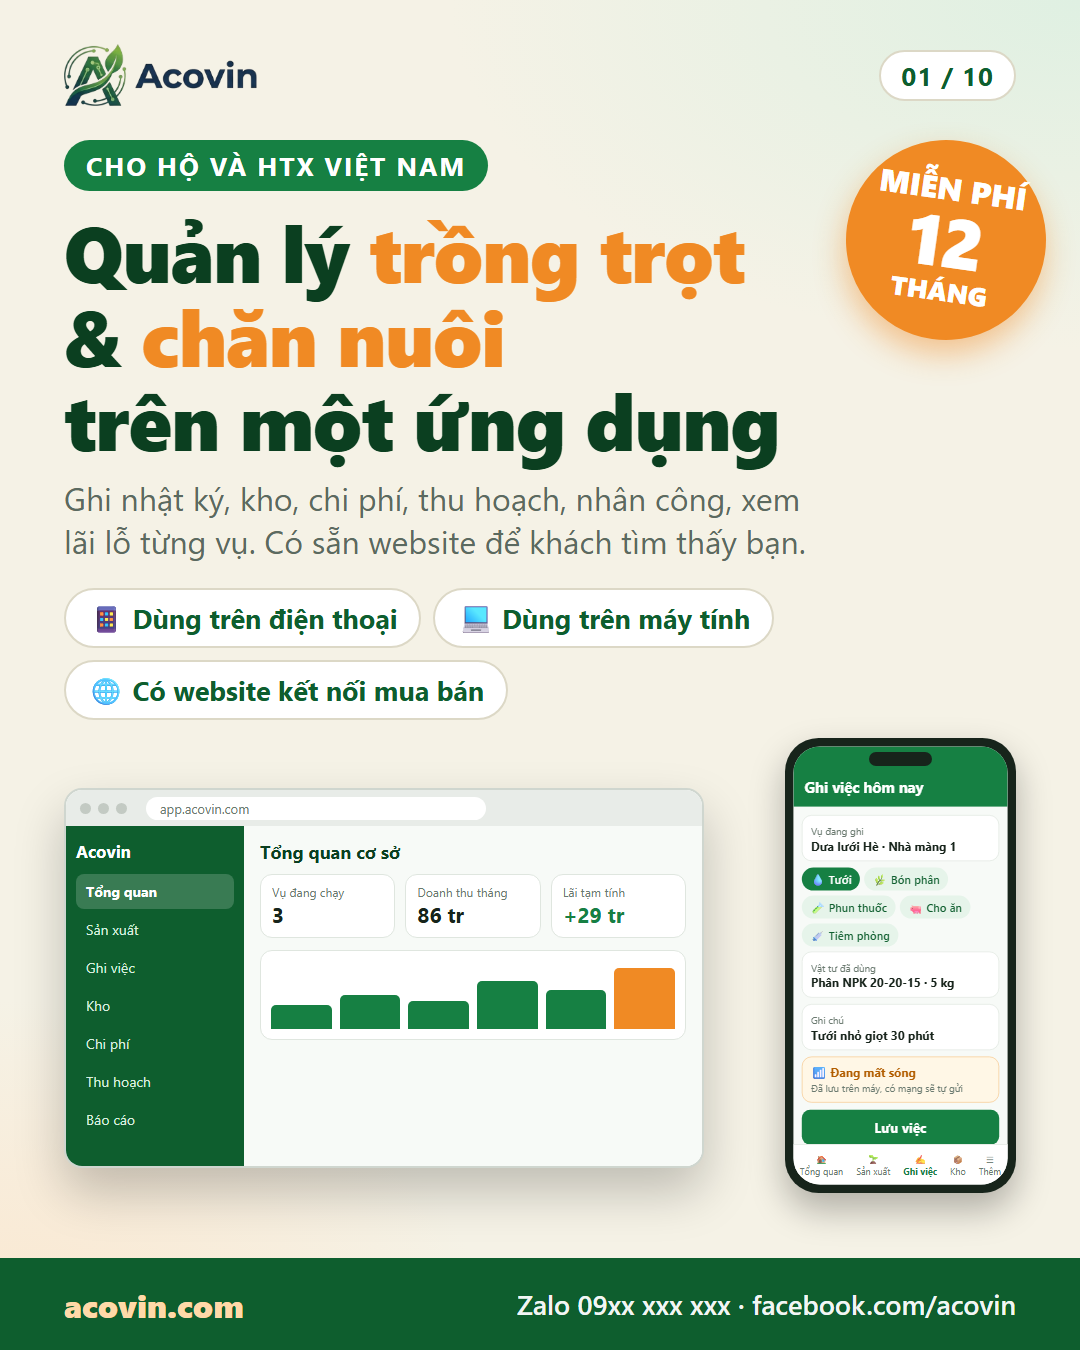 Acovin
01 / 10
CHO HỘ VÀ HTX VIỆT NAM
MIỄN PHÍ
12
THÁNG
Quản lý trồng trọt
& chăn nuôi
trên một ứng dụng
Ghi nhật ký, kho, chi phí, thu hoạch, nhân công, xem
lãi lỗ từng vụ. Có sẵn website để khách tìm thấy bạn.
Dùng trên điện thoại
Dùng trên máy tính
Có website kết nối mua bán
app.acovin.com
Acovin
Tổng quan
Sản xuất
Ghi việc
Kho
Chi phí
Thu hoạch
Báo cáo
Tổng quan cơ sở
Vụ đang chạy
3
Doanh thu tháng
86 tr
Lãi tạm tính
+29 tr
Ghi việc hôm nay
Vụ đang ghi
Dưa lưới Hè · Nhà màng 1
Tưới
Bón phân
Phun thuốc
Cho ăn
Tiêm phòng
Vật tư đã dùng
Phân NPK 20-20-15 · 5 kg
Ghi chú
Tưới nhỏ giọt 30 phút
Đang mất sóng
Đã lưu trên máy, có mạng sẽ tự gửi
Lưu việc
Tổng quan
Sản xuất
Ghi việc
Kho
Thêm
acovin.com
Zalo 09xx xxx xxx · facebook.com/acovin